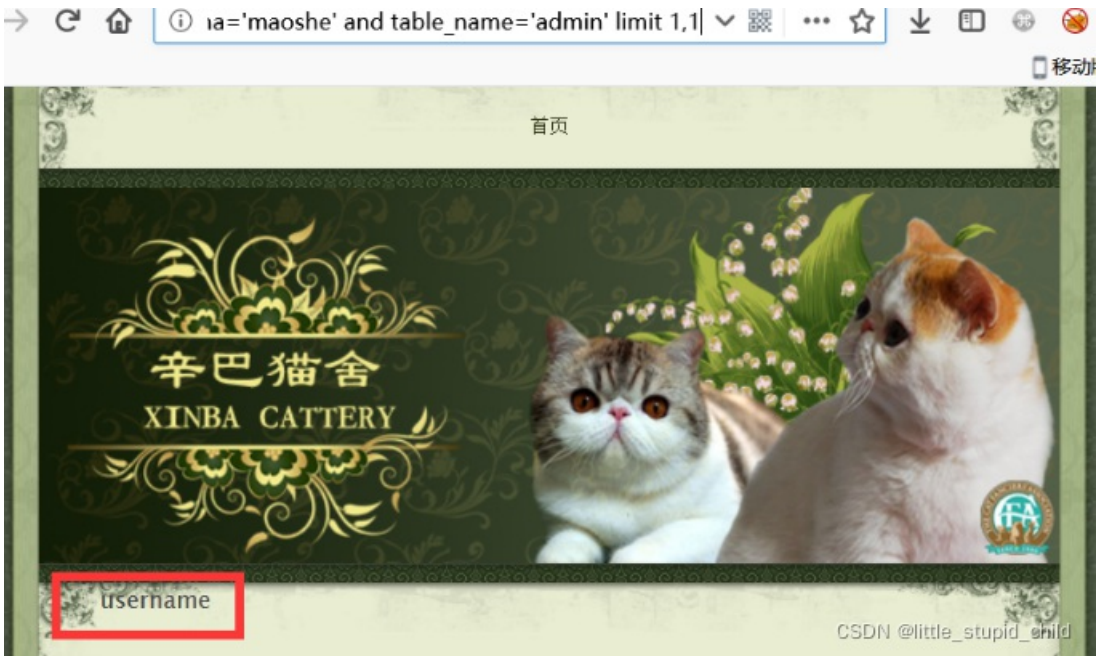 ıa='maoshe' and table_name='admin' limit 1,1
移动
首页
辛巴猫舍
XINBA CATTERY
username
CSDN @little_stupid_child